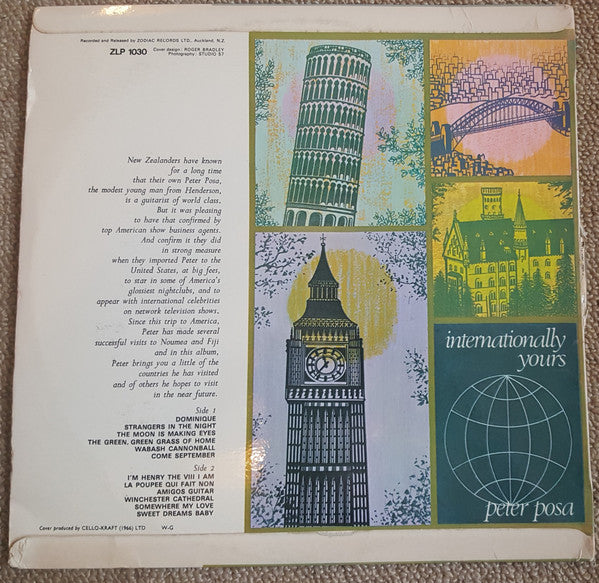 Recorded and Released by ZODIAC RECORDS LTD., Auckland, N.Z.
ZLP 1030
Cover design: ROGER BRADLEY
Photography: STUDIO 57
New Zealanders have known
for a long time
that their own Peter Posa,
the modest young man from Henderson,
is a guitarist of world class.
But it was pleasing
to have that confirmed by
top American show business agents.
And confirm it they did
in strong measure
when they imported Peter to the
United States, at big fees,
to star in some of America's
glossiest nightclubs, and to
appear with international celebrities
on network television shows.
Since this trip to America,
Peter has made several
successful visits to Noumea and Fiji
and in this album,
Peter brings you a little of the
countries he has visited
and of others he hopes to visit
in the near future.
Side 1
DOMINIQUE
STRANGERS IN THE NIGHT
THE MOON IS MAKING EYES
THE GREEN, GREEN GRASS OF HOME
WABASH CANNONBALL
COME SEPTEMBER
Side 2
I'M HENRY THE VIII I AM
LA POUPEE QUI FAIT NON
AMIGOS GUITAR
WINCHESTER CATHEDRAL
SOMEWHERE MY LOVE
SWEET DREAMS BABY
Cover produced by CELLO-KRAFT (1966) LTD W-G
internationally
yours
peter posa